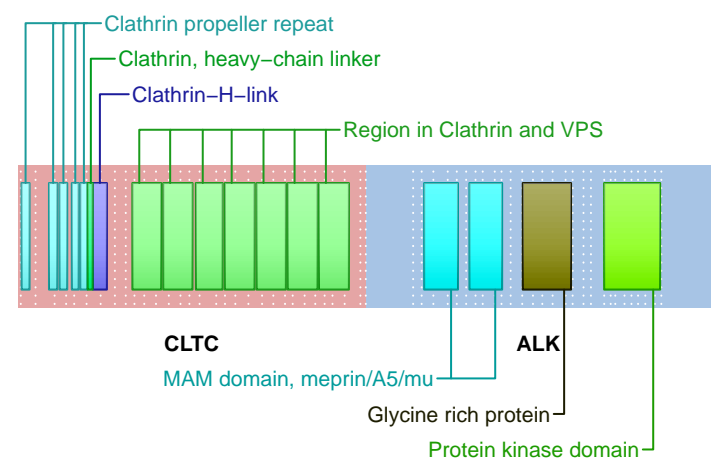 Clathrin propeller repeat
Clathrin, heavy−chain linker
Clathrin−H−link
Region in Clathrin and VPS
CLTC
ALK
MAM domain, meprin/A5/mu
Glycine rich protein
Protein kinase domain